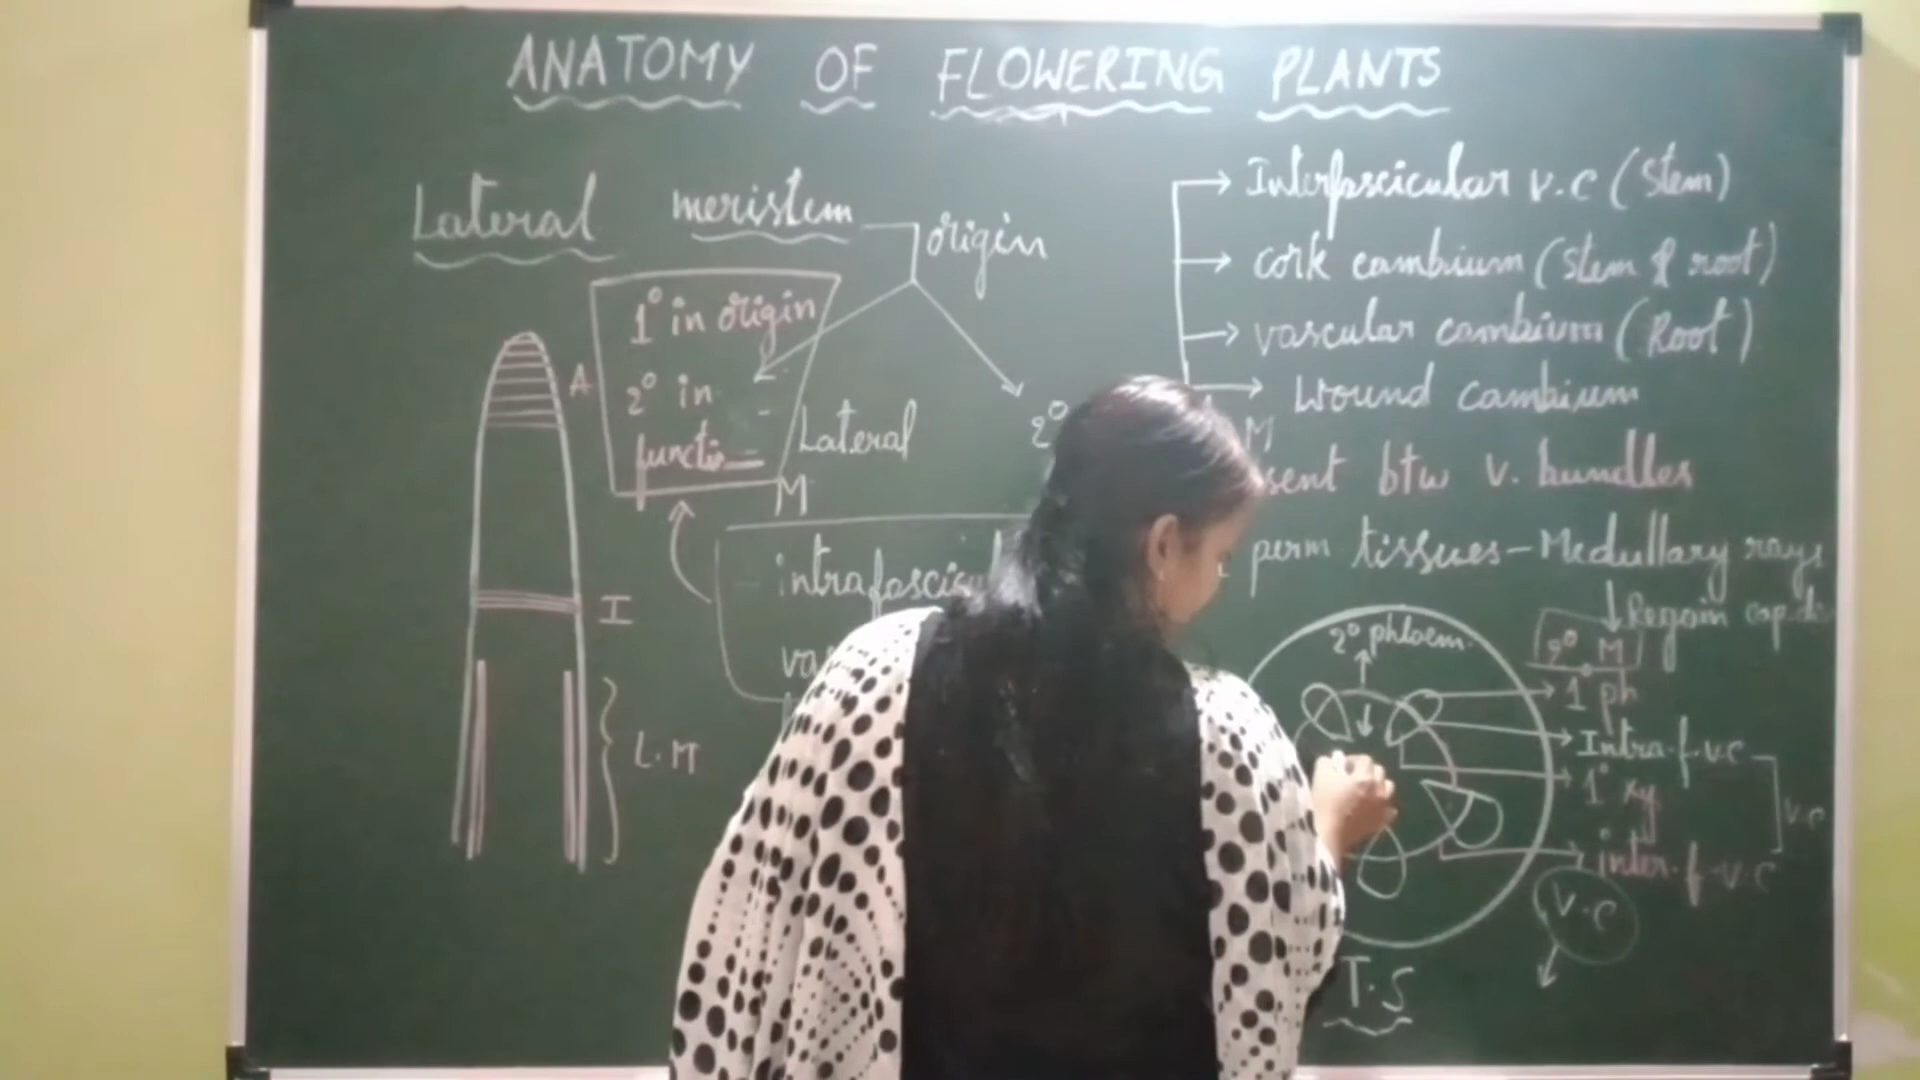 ANATOMY OF FLOWERING PLANTS
Lateral meristem
origin
1° in origin
2° in
functio
A
Lateral
M
I
L.M
2°
M
→ Interfascicular V.C (Stem)
→ cork cambium (Stem & root)
→ vascular cambium (Root)
→ Wound cambium
btw V. bundles
perm tissues - Medullary rays
↓ Regain cap
2° M
2° phloem
1° ph
Intra.f.v.c
1° xy
inter.f.v.c
V.C
V.C
T.S